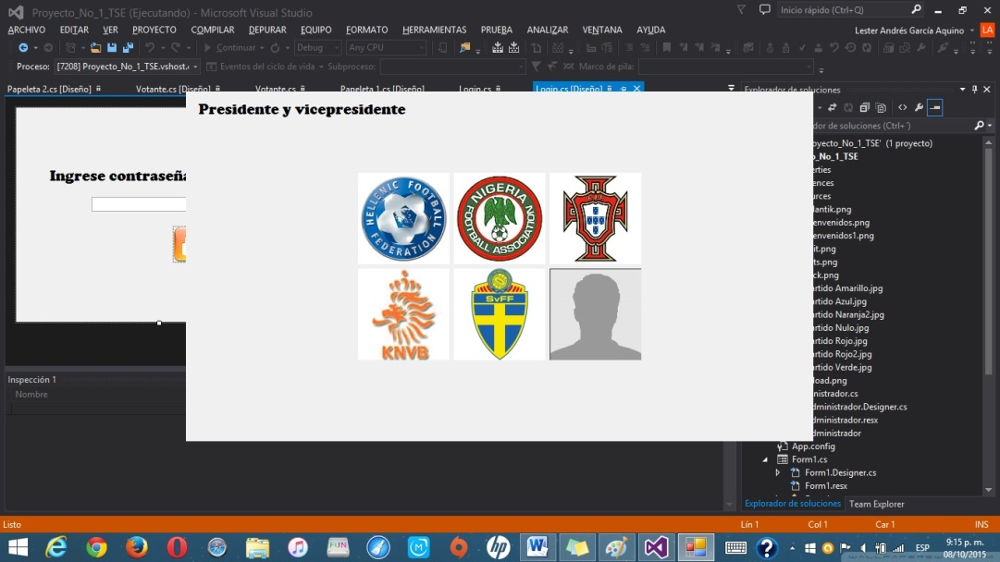 Proyecto_No_1_TSE (Ejecutando) - Microsoft Visual Studio
Inicio rápido (Ctrl+Q)
ARCHIVO EDITAR VER PROYECTO COMPILAR DEPURAR EQUIPO FORMATO HERRAMIENTAS PRUEBA ANALIZAR VENTANA AYUDA
Lester Andrés García Aquino LA
Continuar Debug Any CPU
Proceso: [7208] Proyecto_No_1_TSE.vshost. Eventos del ciclo de vida Subproceso: Marco de pila:
Papeleta 2.cs [Diseño] Votante.cs [Diseño] Votante.cs Papeleta 1.cs [Diseño] Login.cs Login.cs [Diseño]
Explorador de soluciones
dor de soluciones (Ctrl+¨)
Presidente y vicepresidente
Ingrese contraseña
HELLENIC FOOTBALL FEDERATION
NIGERIA FOOTBALL ASSOCIATION
KNVB
SvFF
oyecto_No_1_TSE' (1 proyecto)
o_No_1_TSE
erties
ences
urces
lantik.png
envenidos.png
envenidos1.png
it.png
ts.png
ck.png
artido Amarillo.jpg
artido Azul.jpg
artido Naranja2.jpg
artido Nulo.jpg
artido Rojo.jpg
artido Rojo2.jpg
artido Verde.jpg
load.png
nistrador.cs
dministrador.Designer.cs
dministrador.resx
dministrador
App.config
Form1.cs
Form1.Designer.cs
Form1.resx
Inspección 1
Nombre
Explorador de soluciones Team Explorer
Listo Lín 1 Col 1 Car 1 INS
FUN
ESP
9:15 p. m.
08/10/2015